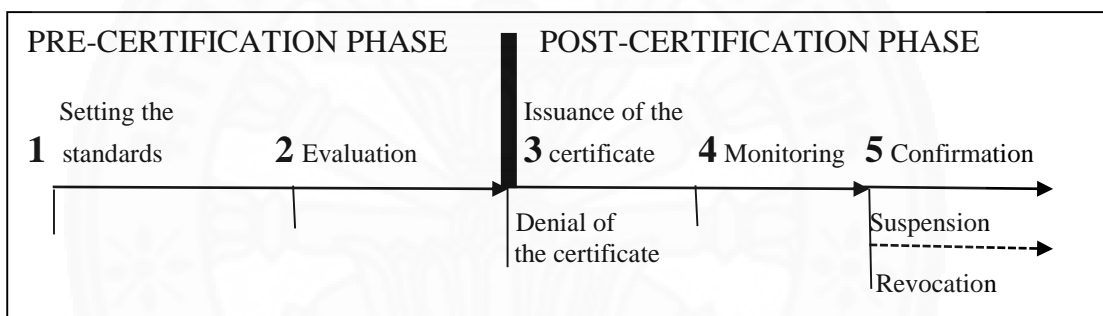 PRE-CERTIFICATION PHASE
POST-CERTIFICATION PHASE
Setting the
1 standards
2 Evaluation
Issuance of the
3 certificate
4 Monitoring
5 Confirmation
Denial of
the certificate
Suspension
Revocation